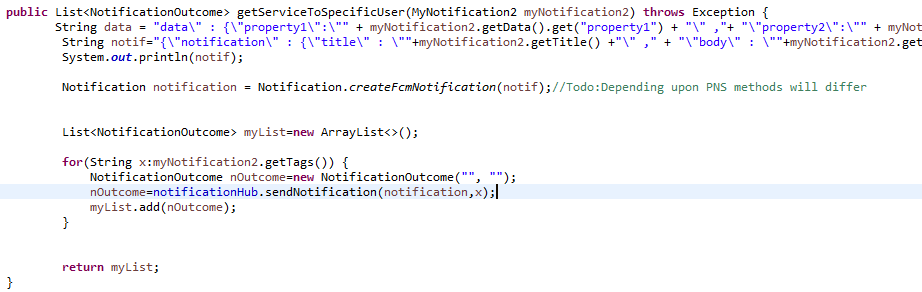 public List<NotificationOutcome> getServiceToSpecificUser(MyNotification2 myNotification2) throws Exception {
String data = "data\" : {\"property1\":\"" + myNotification2.getData().get("property1") + "\" ,"+ "\"property2\":\"" + myNot
String notif="{\"notification\" : {\"title\" : \""+myNotification2.getTitle() +"\" ," + "\"body\" : \""+myNotification2.get
System.out.println(notif);
Notification notification = Notification.createFcmNotification(notif);//Todo:Depending upon PNS methods will differ
List<NotificationOutcome> myList=new ArrayList<>();
for(String x:myNotification2.getTags()) {
NotificationOutcome nOutcome=new NotificationOutcome("", "");
nOutcome=notificationHub.sendNotification(notification,x);
myList.add(nOutcome);
}
return myList;
}